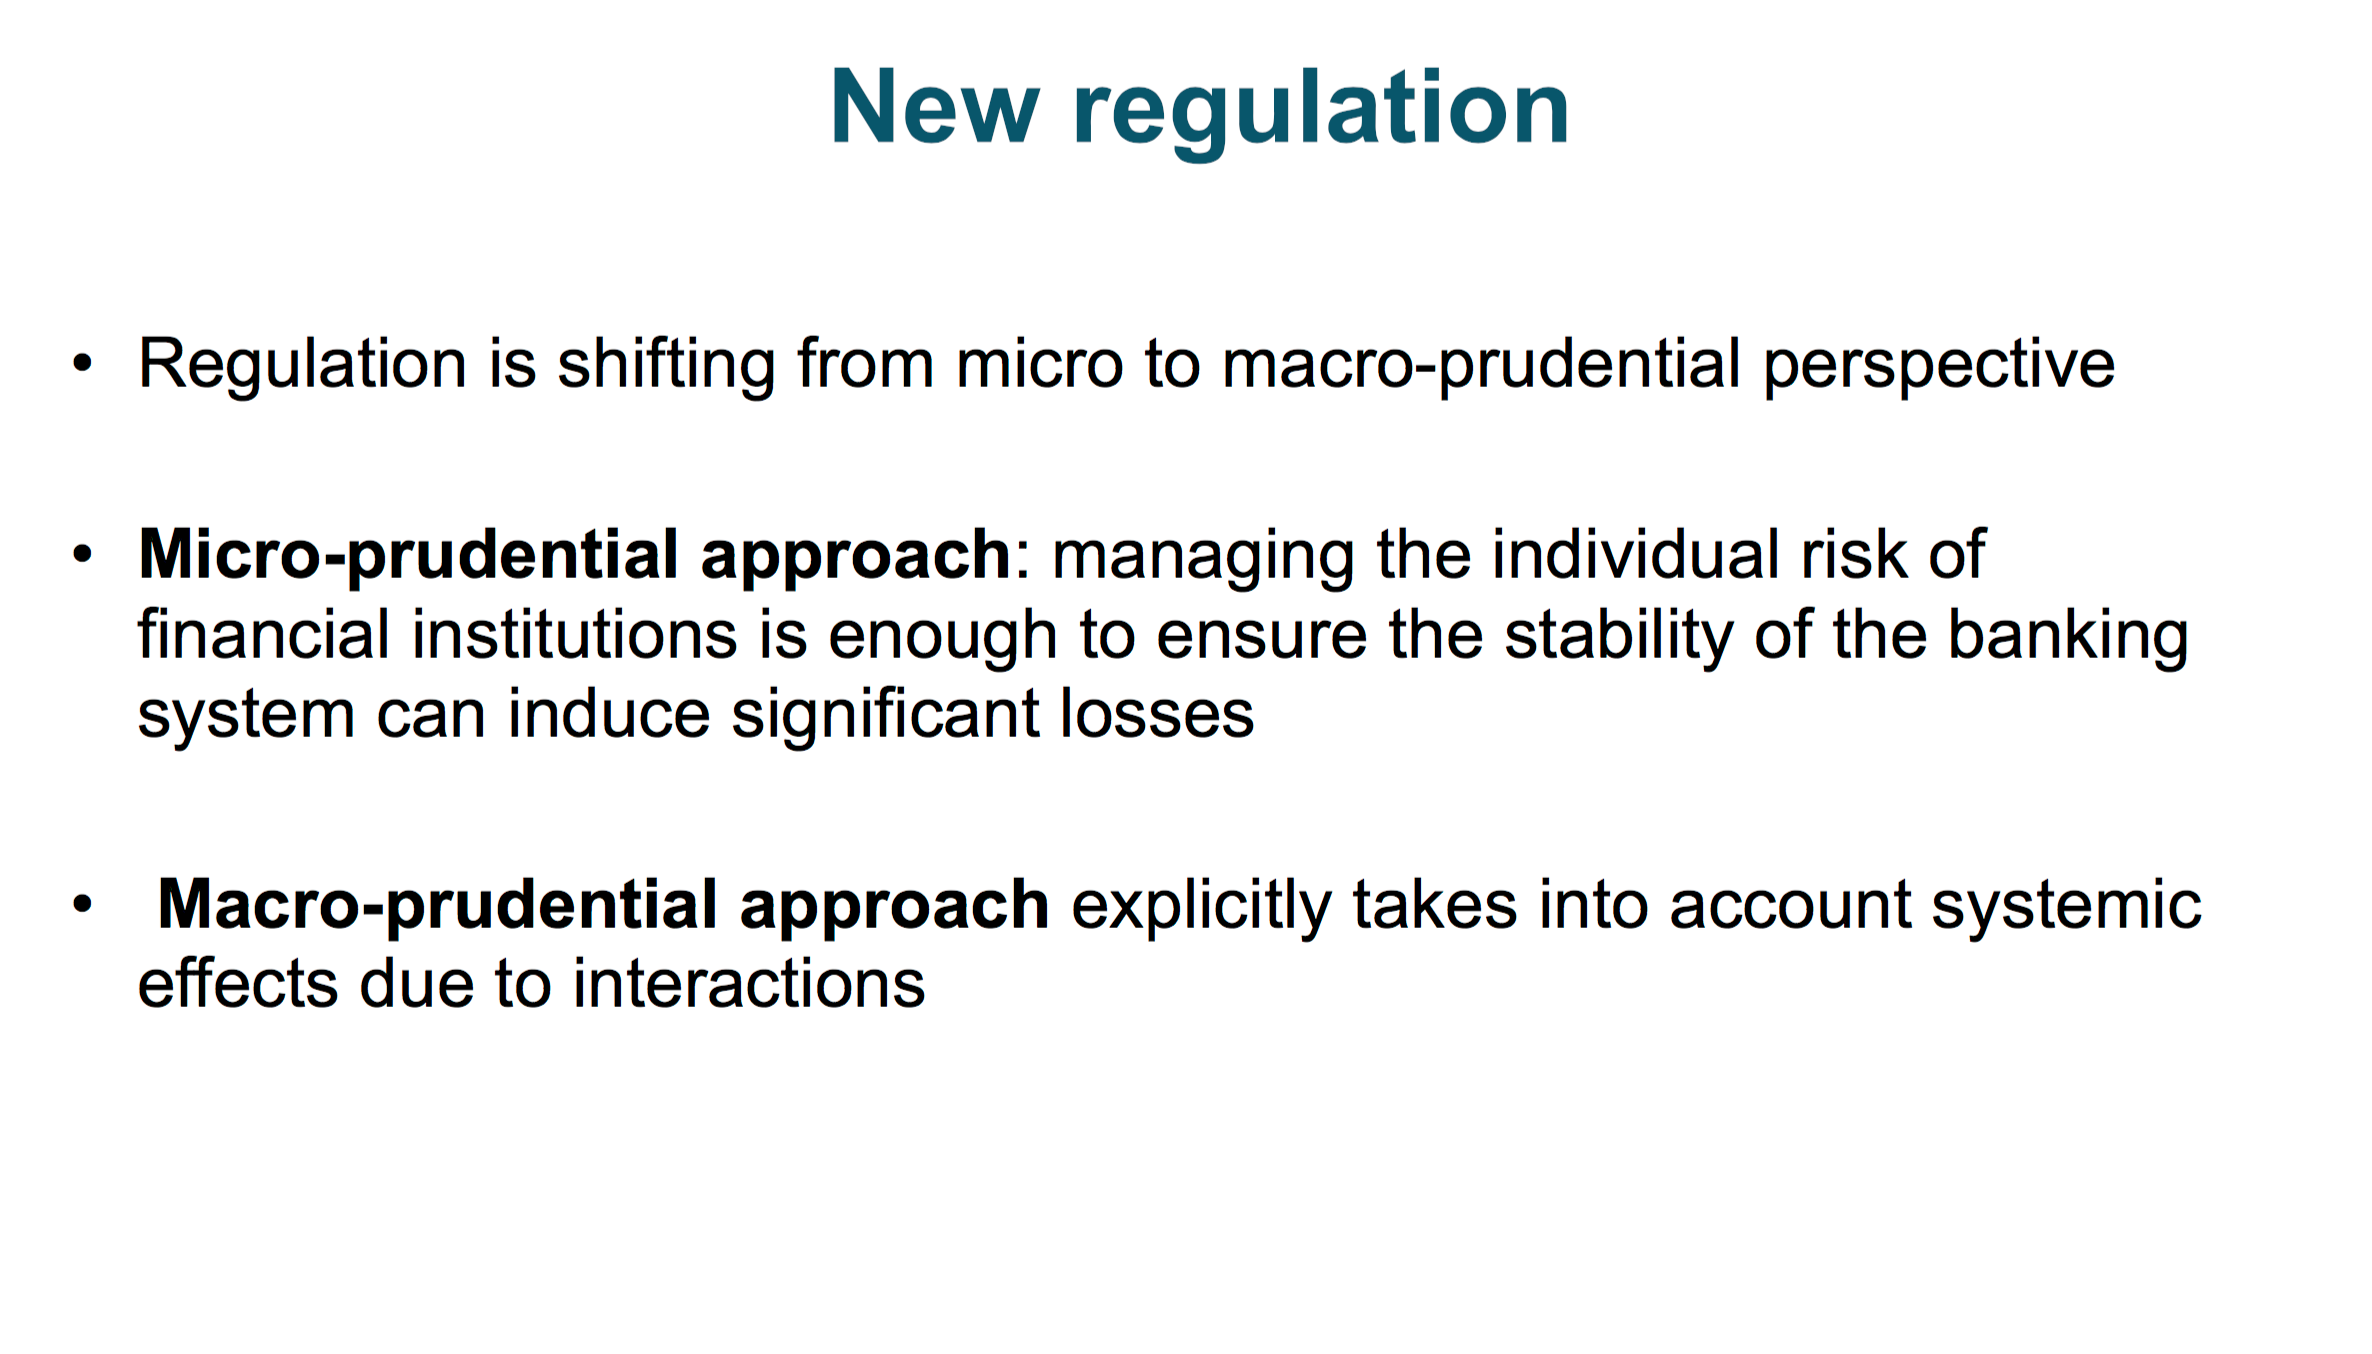 New regulation
• Regulation is shifting from micro to macro-prudential perspective
• Micro-prudential approach: managing the individual risk of
financial institutions is enough to ensure the stability of the banking
system can induce significant losses
• Macro-prudential approach explicitly takes into account systemic
effects due to interactions